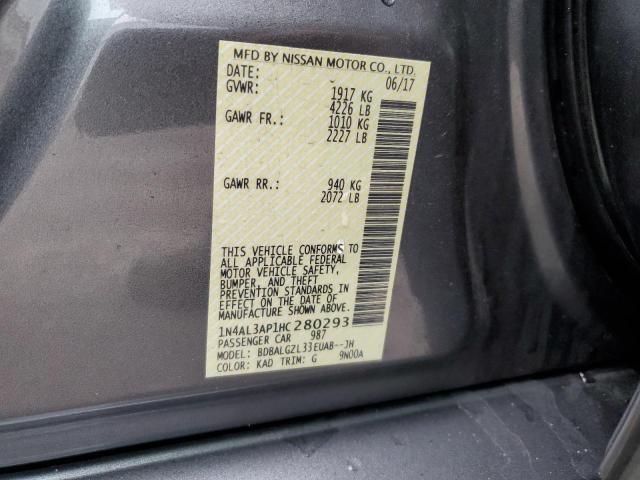 MFD BY NISSAN MOTOR CO., LTD.
DATE: 06/17
GVWR: 1917 KG
4226 LB
GAWR FR.: 1010 KG
2227 LB
GAWR RR.: 940 KG
2072 LB
THIS VEHICLE CONFORMS TO
ALL APPLICABLE FEDERAL
MOTOR VEHICLE SAFETY,
BUMPER, AND THEFT
PREVENTION STANDARDS IN
EFFECT ON THE DATE OF
MANUFACTURE SHOWN ABOVE.
1N4AL3AP1HC280293
PASSENGER CAR 987
MODEL: BDBALGZL33EUAB--JH
COLOR: KAD TRIM: G 9N00A